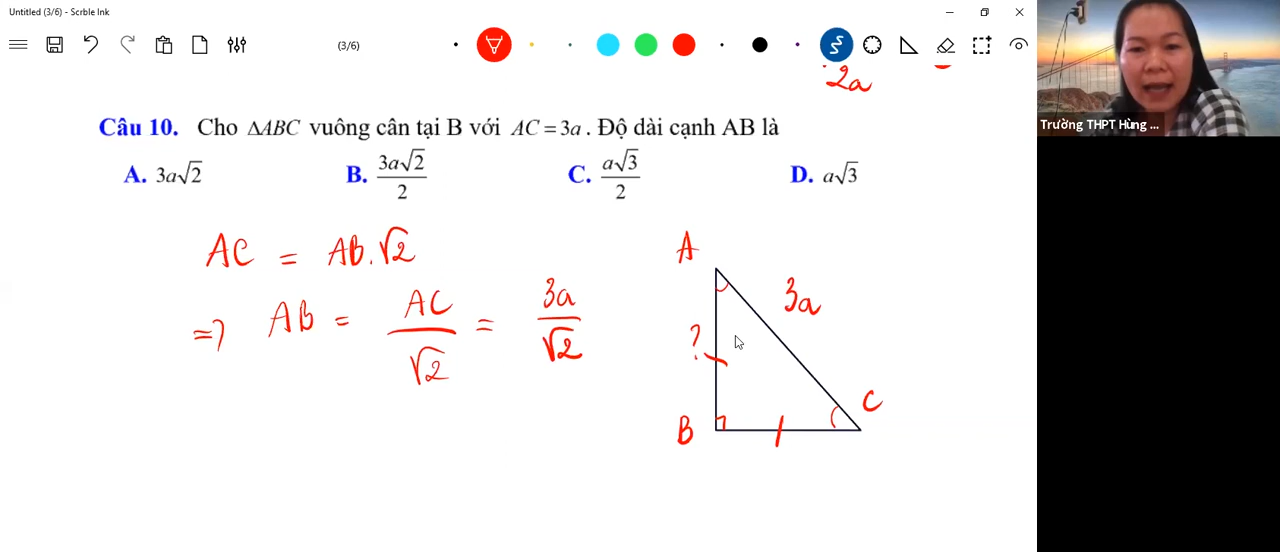 Untitled (3/6) - Scrble Ink
(3/6)
2a
Trường THPT Hùng ...
Câu 10. Cho ΔABC vuông cân tại B với AC = 3a . Độ dài cạnh AB là
A. 3a√2 B. 3a√2/2 C. a√3/2 D. a√3
AC = AB.√2
⇒ AB = AC/√2 = 3a/√2
A
3a
?
B
C